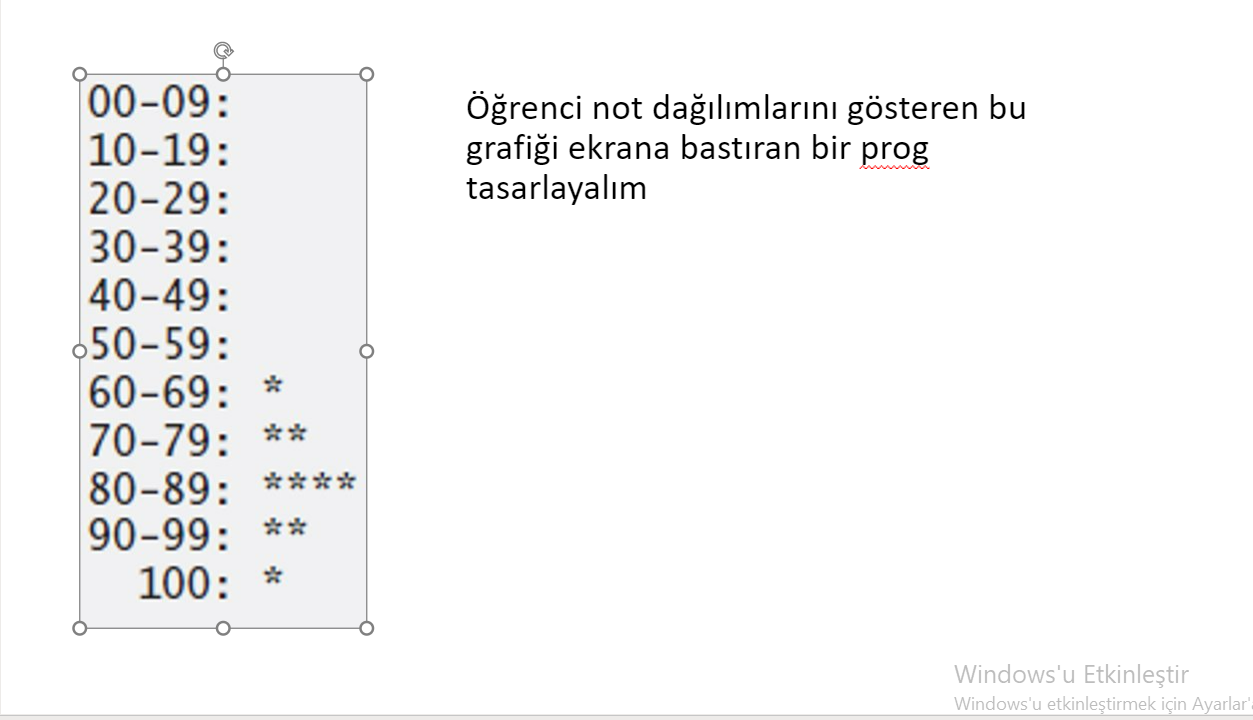 00-09:
10-19:
20-29:
30-39:
40-49:
50-59:
60-69: *
70-79: **
80-89: ****
90-99: **
100: *
Öğrenci not dağılımlarını gösteren bu
grafiği ekrana bastıran bir prog
tasarlayalım
Windows'u Etkinleştir
Windows'u etkinleştirmek için Ayarlar'a